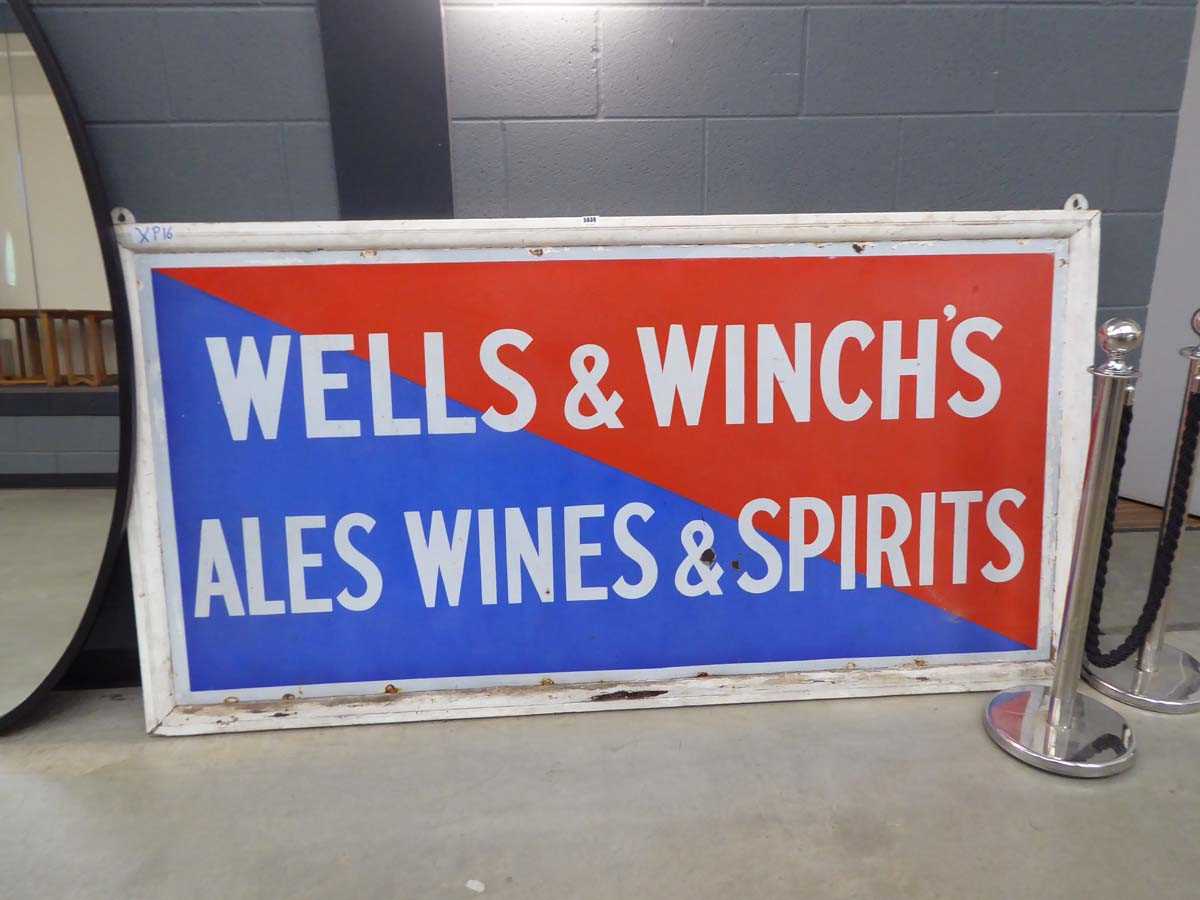 XP16
WELLS & WINCH'S
ALES WINES & SPIRITS